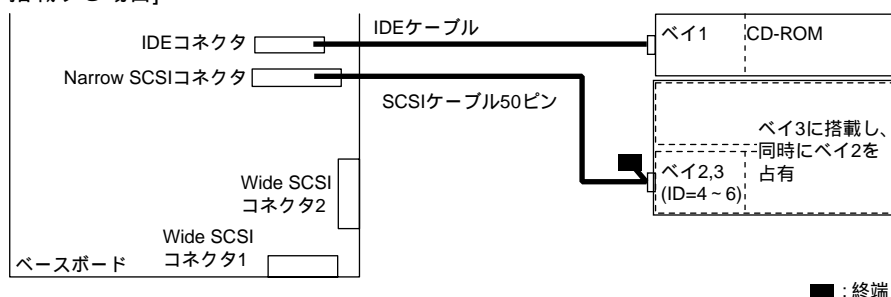 IDEコネクタ
IDEケーブル
ベイ1
CD-ROM
Narrow SCSIコネクタ
SCSIケーブル50ピン
ベイ3に搭載し、
同時にベイ2を
占有
ベイ2,3
(ID=4~6)
Wide SCSI
コネクタ2
Wide SCSI
コネクタ1
ベースボード
: 終端